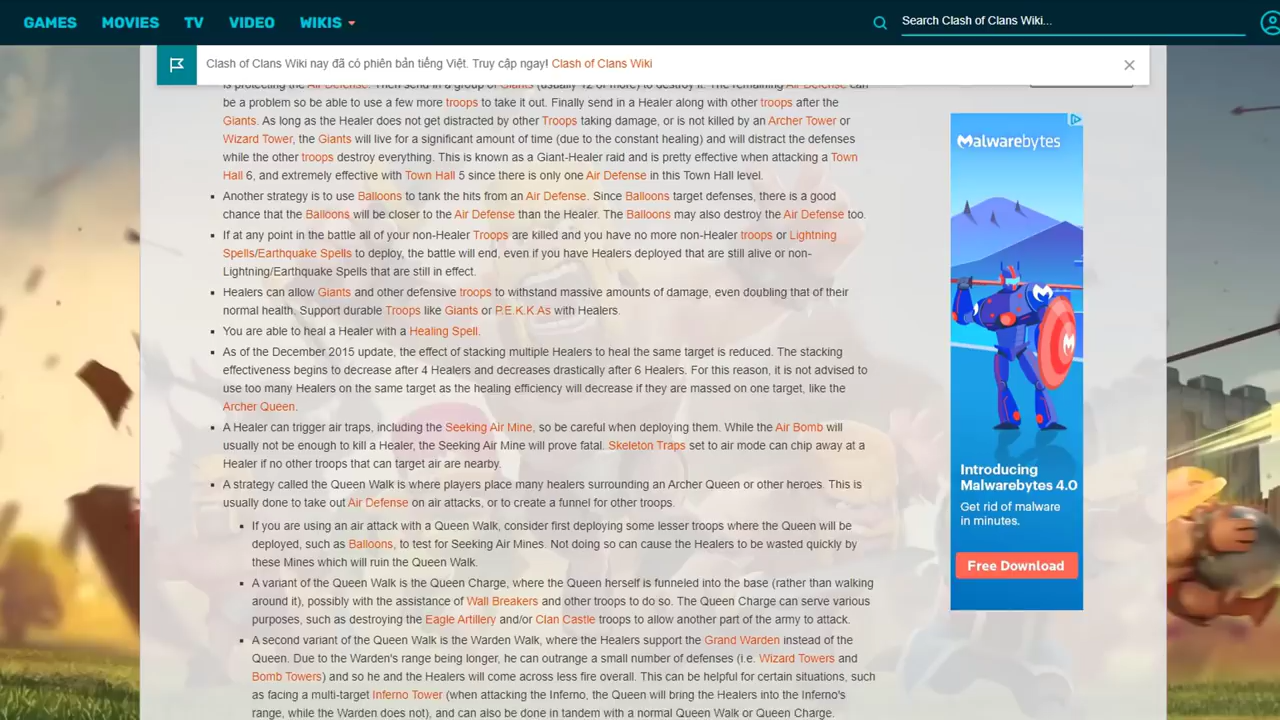 GAMES MOVIES TV VIDEO WIKIS Search Clash of Clans Wiki...
Clash of Clans Wiki nay đã có phiên bản tiếng Việt. Truy cập ngay! Clash of Clans Wiki
is protecting the Air Defense. Then send in a group of Giants (usually 12 or more) to destroy it. The remaining Air Defense can
be a problem so be able to use a few more troops to take it out. Finally send in a Healer along with other troops after the
Giants. As long as the Healer does not get distracted by other Troops taking damage, or is not killed by an Archer Tower or
Wizard Tower, the Giants will live for a significant amount of time (due to the constant healing) and will distract the defenses
while the other troops destroy everything. This is known as a Giant-Healer raid and is pretty effective when attacking a Town
Hall 6, and extremely effective with Town Hall 5 since there is only one Air Defense in this Town Hall level.
Another strategy is to use Balloons to tank the hits from an Air Defense. Since Balloons target defenses, there is a good
chance that the Balloons will be closer to the Air Defense than the Healer. The Balloons may also destroy the Air Defense too.
If at any point in the battle all of your non-Healer Troops are killed and you have no more non-Healer troops or Lightning
Spells/Earthquake Spells to deploy, the battle will end, even if you have Healers deployed that are still alive or non-
Lightning/Earthquake Spells that are still in effect.
Healers can allow Giants and other defensive troops to withstand massive amounts of damage, even doubling that of their
normal health. Support durable Troops like Giants or P.E.K.K.As with Healers.
You are able to heal a Healer with a Healing Spell.
As of the December 2015 update, the effect of stacking multiple Healers to heal the same target is reduced. The stacking
effectiveness begins to decrease after 4 Healers and decreases drastically after 6 Healers. For this reason, it is not advised to
use too many Healers on the same target as the healing efficiency will decrease if they are massed on one target, like the
Archer Queen.
A Healer can trigger air traps, including the Seeking Air Mine, so be careful when deploying them. While the Air Bomb will
usually not be enough to kill a Healer, the Seeking Air Mine will prove fatal. Skeleton Traps set to air mode can chip away at a
Healer if no other troops that can target air are nearby.
A strategy called the Queen Walk is where players place many healers surrounding an Archer Queen or other heroes. This is
usually done to take out Air Defense on air attacks, or to create a funnel for other troops.
If you are using an air attack with a Queen Walk, consider first deploying some lesser troops where the Queen will be
deployed, such as Balloons, to test for Seeking Air Mines. Not doing so can cause the Healers to be wasted quickly by
these Mines which will ruin the Queen Walk.
A variant of the Queen Walk is the Queen Charge, where the Queen herself is funneled into the base (rather than walking
around it), possibly with the assistance of Wall Breakers and other troops to do so. The Queen Charge can serve various
purposes, such as destroying the Eagle Artillery and/or Clan Castle troops to allow another part of the army to attack.
A second variant of the Queen Walk is the Warden Walk, where the Healers support the Grand Warden instead of the
Queen. Due to the Warden's range being longer, he can outrange a small number of defenses (i.e. Wizard Towers and
Bomb Towers) and so he and the Healers will come across less fire overall. This can be helpful for certain situations, such
as facing a multi-target Inferno Tower (when attacking the Inferno, the Queen will bring the Healers into the Inferno's
range, while the Warden does not), and can also be done in tandem with a normal Queen Walk or Queen Charge.
Malwarebytes
Introducing
Malwarebytes 4.0
Get rid of malware
in minutes.
Free Download